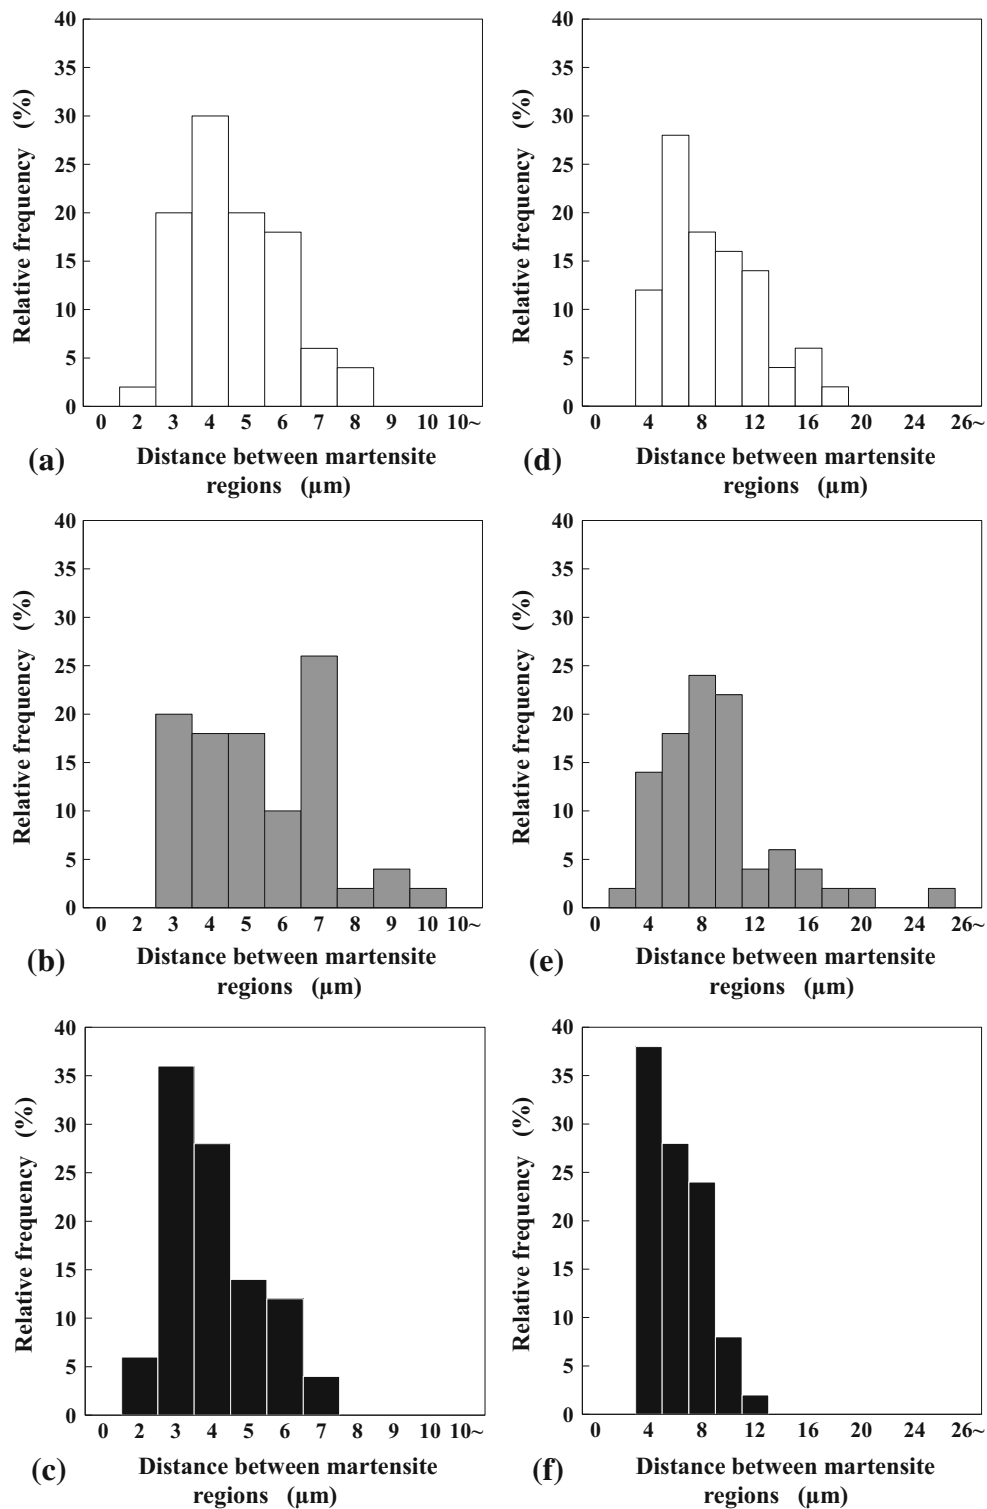 40
35
30
25
20
15
10
5
0
Relative frequency (%)
0 2 3 4 5 6 7 8 9 10 10~
(a) Distance between martensite
regions (µm)
40
35
30
25
20
15
10
5
0
Relative frequency (%)
0 4 8 12 16 20 24 26~
(d) Distance between martensite
regions (µm)
40
35
30
25
20
15
10
5
0
Relative frequency (%)
0 2 3 4 5 6 7 8 9 10 10~
(b) Distance between martensite
regions (µm)
40
35
30
25
20
15
10
5
0
Relative frequency (%)
0 4 8 12 16 20 24 26~
(e) Distance between martensite
regions (µm)
40
35
30
25
20
15
10
5
0
Relative frequency (%)
0 2 3 4 5 6 7 8 9 10 10~
(c) Distance between martensite
regions (µm)
40
35
30
25
20
15
10
5
0
Relative frequency (%)
0 4 8 12 16 20 24 26~
(f) Distance between martensite
regions (µm)